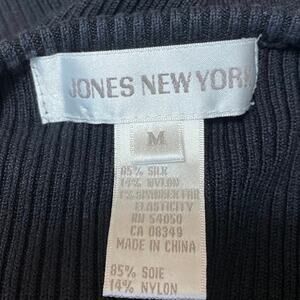 JONES NEW YORK
M
85% SILK
14% NYLON
1% SPANDEX FOR
ELASTICITY
RN 54050
CA 08349
MADE IN CHINA
85% SOIE
14% NYLON